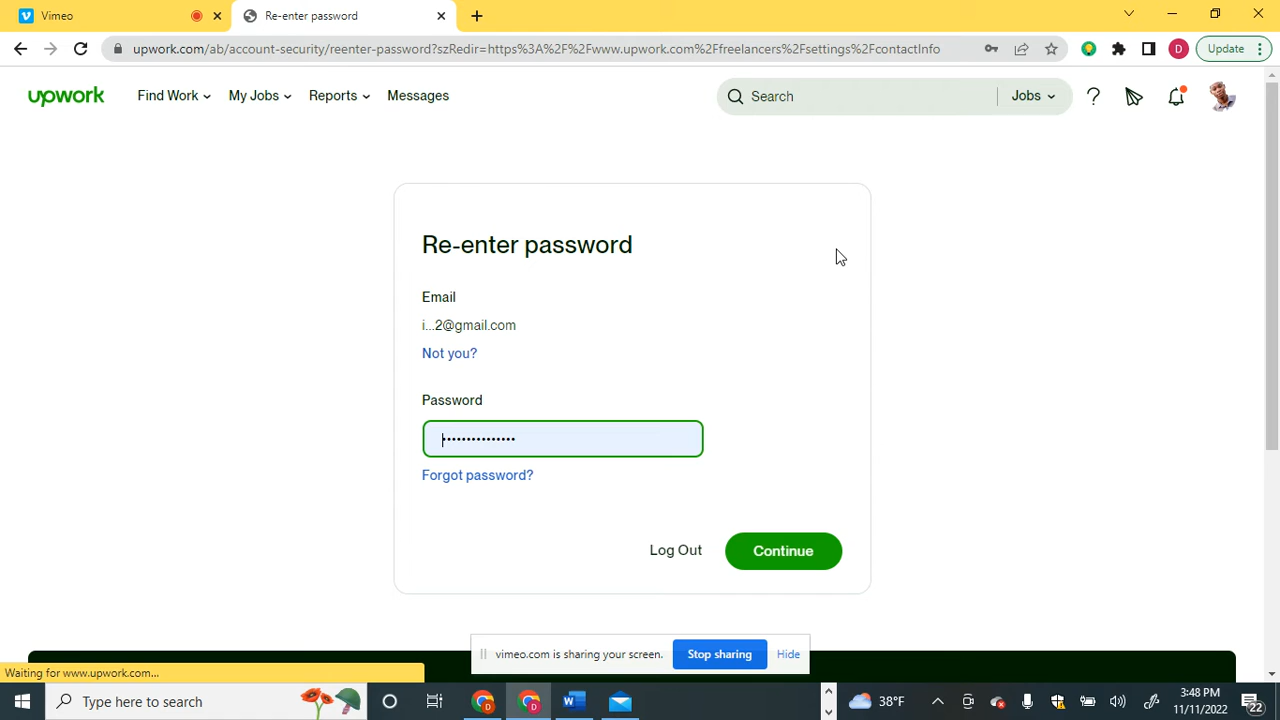 Vimeo
Re-enter password
upwork.com/ab/account-security/reenter-password?szRedir=https%3A%2F%2Fwww.upwork.com%2Ffreelancers%2Fsettings%2FcontactInfo
D
Update
upwork
Find Work
My Jobs
Reports
Messages
Search
Jobs
Re-enter password
Email
i...2@gmail.com
Not you?
Password
Forgot password?
Log Out
Continue
vimeo.com is sharing your screen.
Stop sharing
Hide
Waiting for www.upwork.com...
Type here to search
38°F
3:48 PM
11/11/2022
22